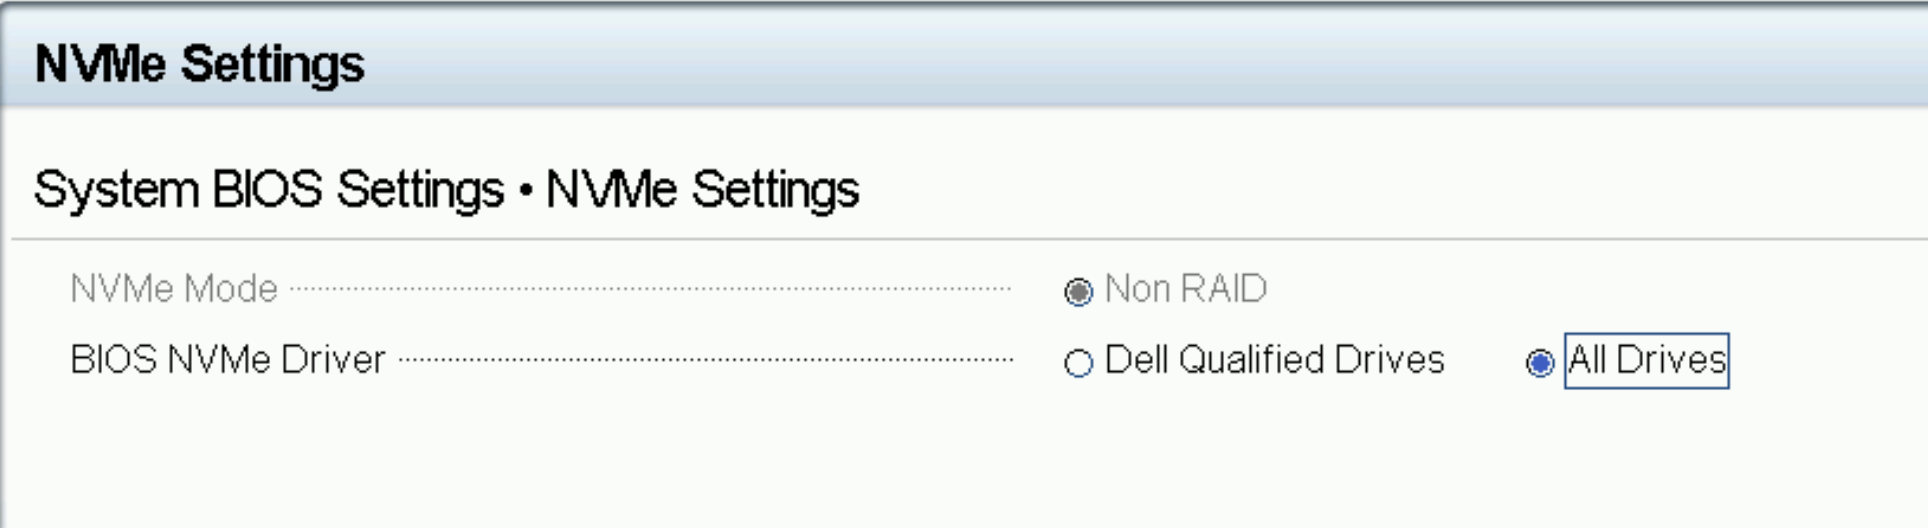 NVMe Settings
System BIOS Settings • NVMe Settings
NVMe Mode Non RAID
BIOS NVMe Driver Dell Qualified Drives All Drives